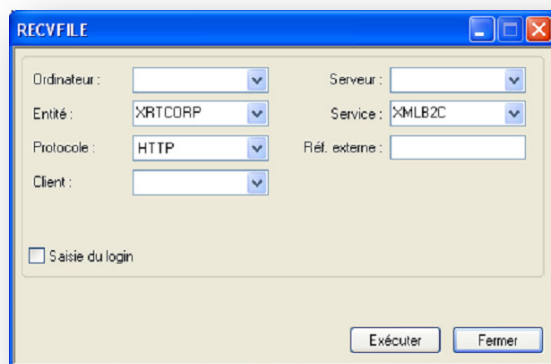 RECVFILE
Ordinateur : Serveur :
Entité : XRTCORP Service : XMLB2C
Protocole : HTTP Réf. externe :
Client :
Saisie du login
Exécuter Fermer